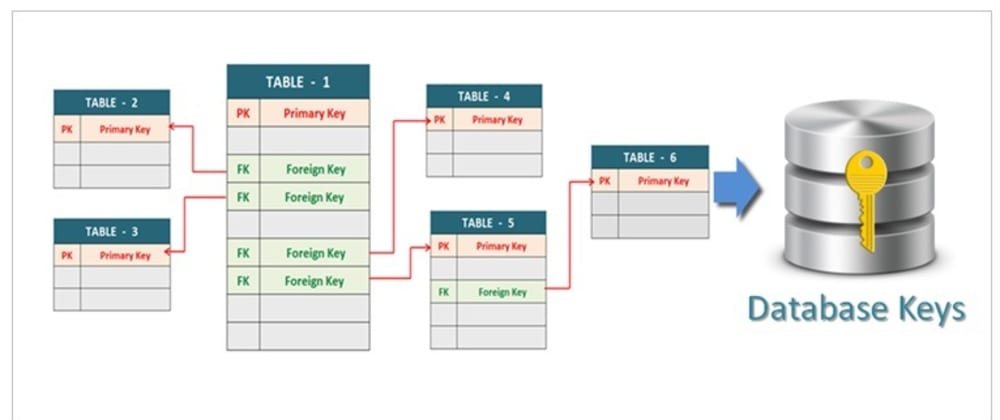 TABLE - 1
PK Primary Key
FK Foreign Key
FK Foreign Key
FK Foreign Key
FK Foreign Key
TABLE - 2
PK Primary Key
TABLE - 3
PK Primary Key
TABLE - 4
PK Primary Key
TABLE - 5
PK Primary Key
FK Foreign Key
TABLE - 6
PK Primary Key
Database Keys